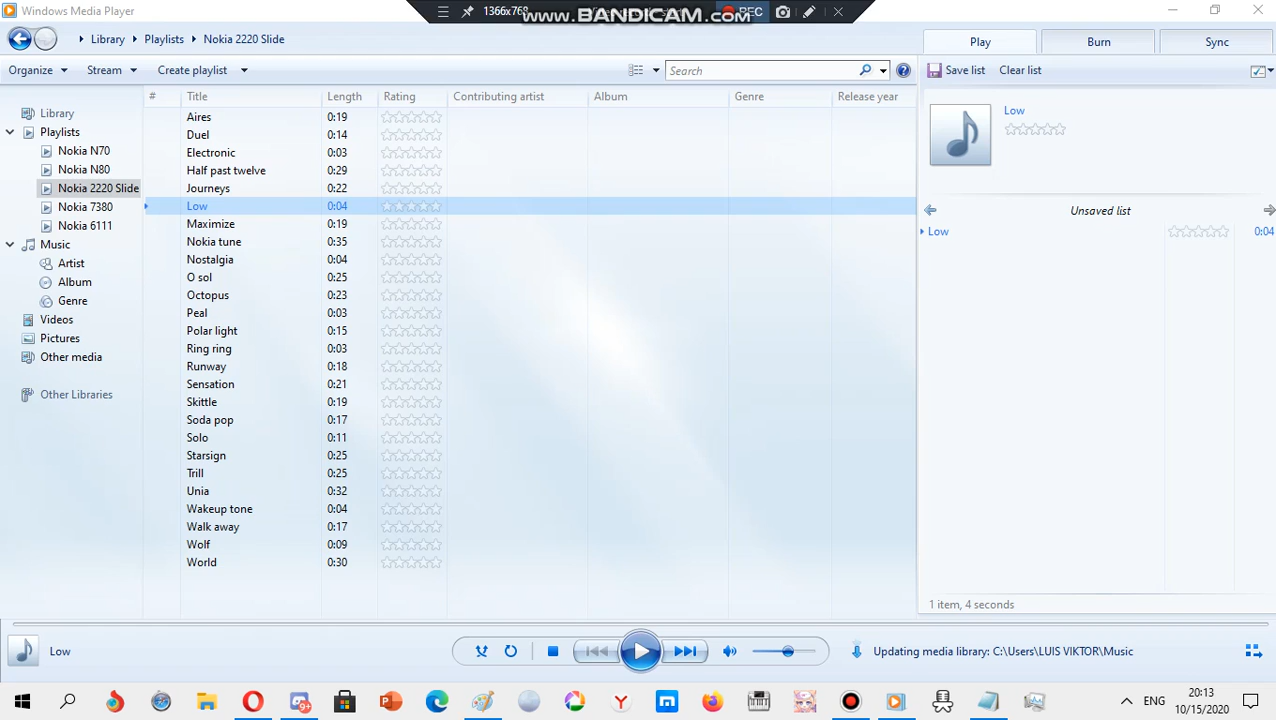 Windows Media Player
1366x768
www.BANDICAM.com
REC
Library
Playlists
Nokia 2220 Slide
Play
Burn
Sync
Organize
Stream
Create playlist
Search
Save list
Clear list
#
Title
Length
Rating
Contributing artist
Album
Genre
Release year
Library
Playlists
Nokia N70
Nokia N80
Nokia 2220 Slide
Nokia 7380
Nokia 6111
Music
Artist
Album
Genre
Videos
Pictures
Other media
Other Libraries
Aires 0:19
Duel 0:14
Electronic 0:03
Half past twelve 0:29
Journeys 0:22
Low 0:04
Maximize 0:19
Nokia tune 0:35
Nostalgia 0:04
O sol 0:25
Octopus 0:23
Peal 0:03
Polar light 0:15
Ring ring 0:03
Runway 0:18
Sensation 0:21
Skittle 0:19
Soda pop 0:17
Solo 0:11
Starsign 0:25
Trill 0:25
Unia 0:32
Wakeup tone 0:04
Walk away 0:17
Wolf 0:09
World 0:30
Low
Unsaved list
Low 0:04
1 item, 4 seconds
Low
Updating media library: C:\Users\LUIS VIKTOR\Music
ENG
20:13
10/15/2020